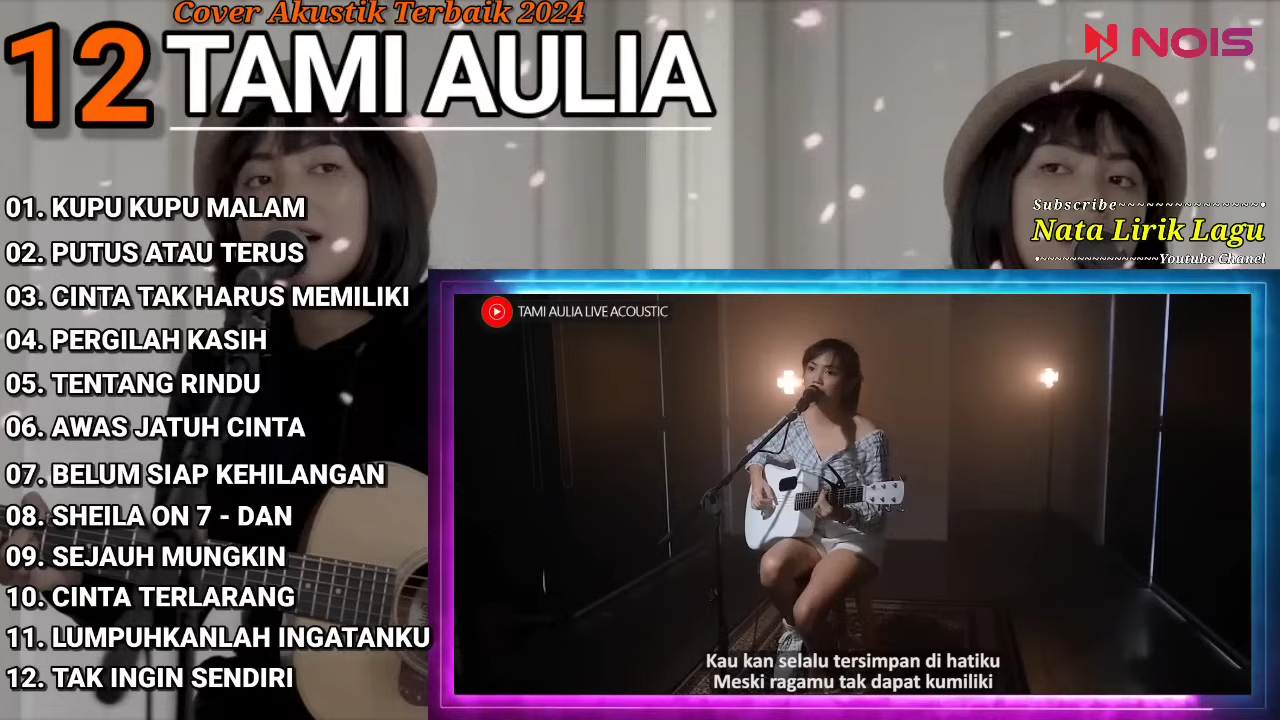 Cover Akustik Terbaik 2024
12 TAMI AULIA
NOIS
01. KUPU KUPU MALAM
02. PUTUS ATAU TERUS
03. CINTA TAK HARUS MEMILIKI
04. PERGILAH KASIH
05. TENTANG RINDU
06. AWAS JATUH CINTA
07. BELUM SIAP KEHILANGAN
08. SHEILA ON 7 - DAN
09. SEJAUH MUNGKIN
10. CINTA TERLARANG
11. LUMPUHKANLAH INGATANKU
12. TAK INGIN SENDIRI
Subscribe~~~~~~~~~~~~~~•
Nata Lirik Lagu
•~~~~~~~~~~~~~~~~Youtube Chanel
TAMI AULIA LIVE ACOUSTIC
Kau kan selalu tersimpan di hatiku
Meski ragamu tak dapat kumiliki